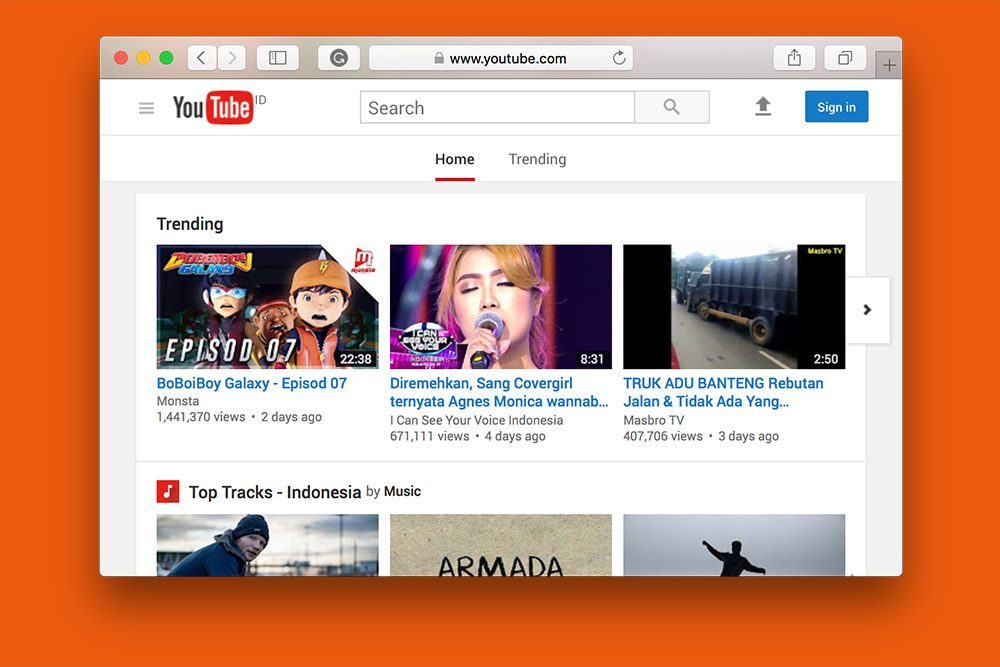 www.youtube.com
YouTube ID
Search
Sign in
Home Trending
Trending
BOBOIBOY
GALAXY
monsta
EPISOD 07
22:38
I CAN
SEE YOUR
VOICE
INDONESIA
8:31
Masbro TV
2:50
BoBoiBoy Galaxy - Episod 07
Monsta
1,441,370 views • 2 days ago
Diremehkan, Sang Covergirl
ternyata Agnes Monica wannab...
I Can See Your Voice Indonesia
671,111 views • 4 days ago
TRUK ADU BANTENG Rebutan
Jalan & Tidak Ada Yang...
Masbro TV
407,706 views • 3 days ago
Top Tracks - Indonesia by Music
ARMADA